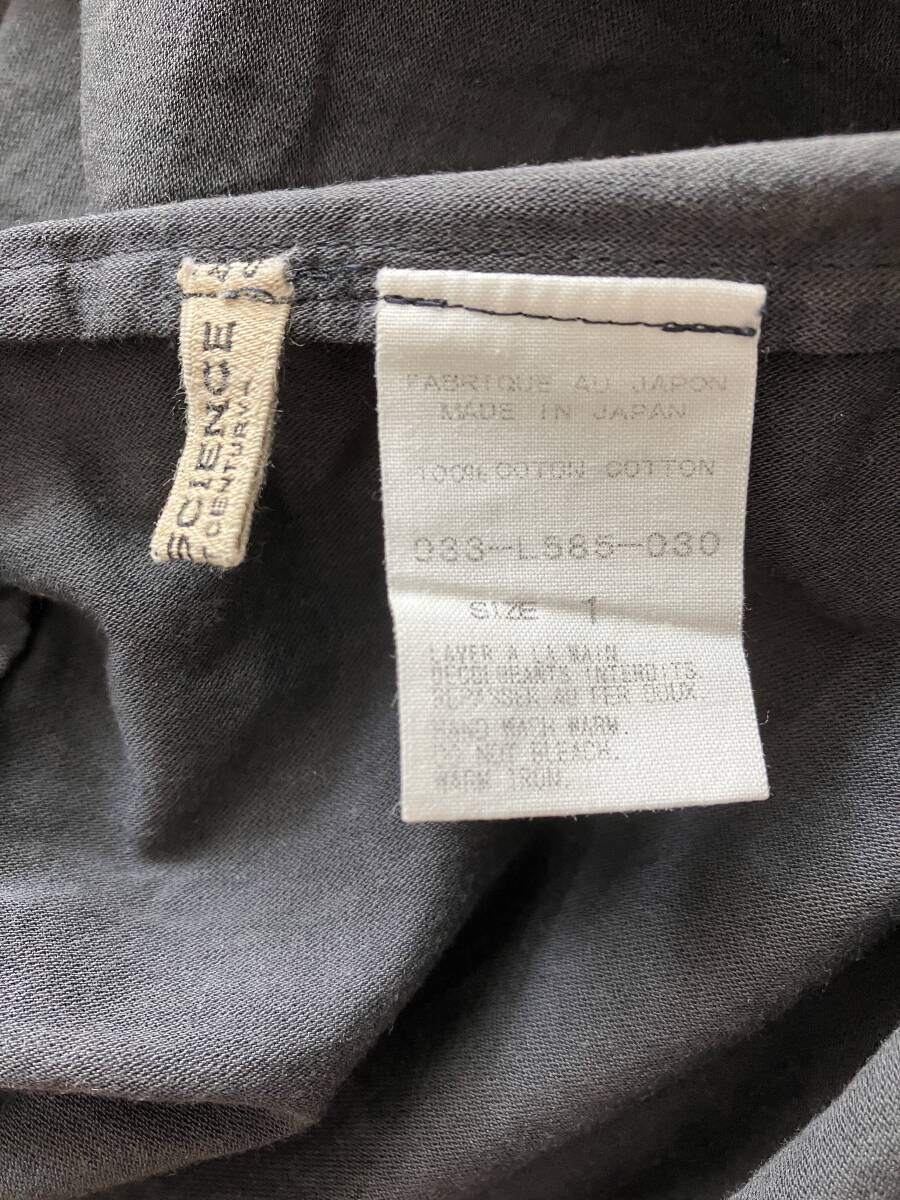 SCIENCE
CENTURY
FABRIQUE AU JAPON
MADE IN JAPAN
100% COTON COTTON
033-L585-030
SIZE 1
LAVER A LA MAIN
DECOLORANTS INTERDITS.
REPASSER AU FER DOUX.
HAND WASH WARM.
DO NOT BLEACH.
WARM IRON.